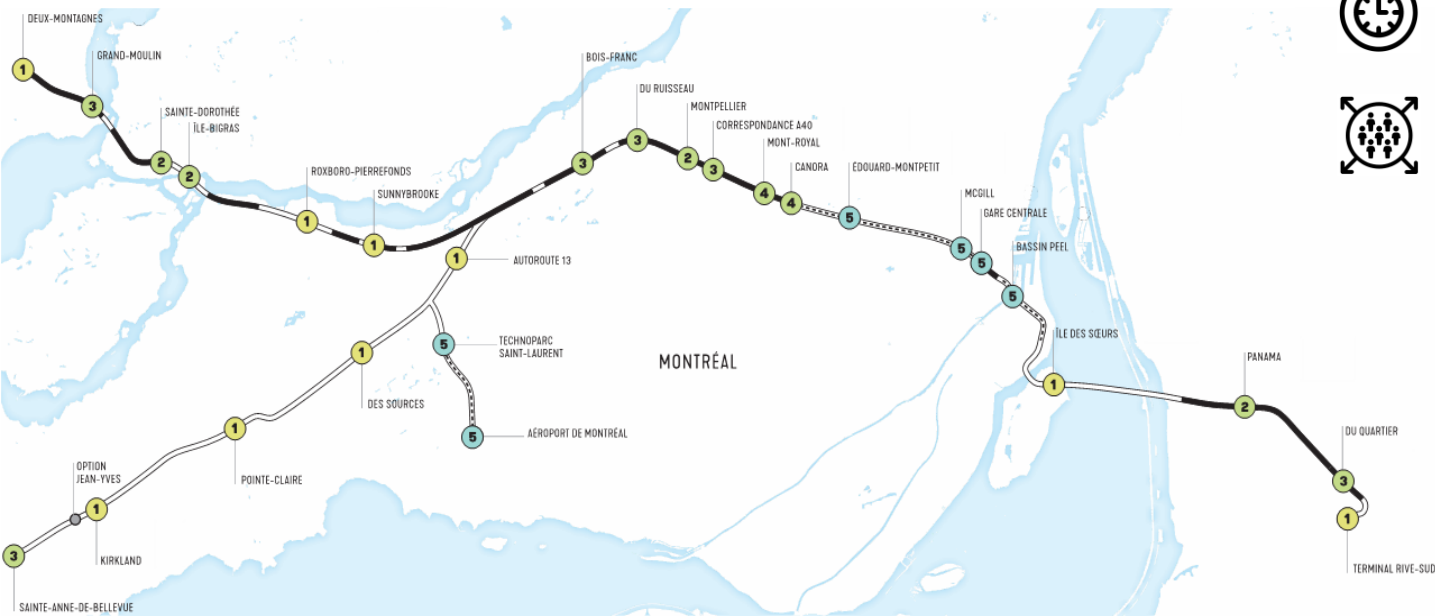 DEUX-MONTAGNES
1
GRAND-MOULIN
3
SAINTE-DOROTHÉE
2
ÎLE-BIGRAS
2
ROXBORO-PIERREFONDS
1
SUNNYBROOKE
1
BOIS-FRANC
3
DU RUISSEAU
3
MONTPELLIER
2
CORRESPONDANCE A40
3
MONT-ROYAL
4
CANORA
4
ÉDOUARD-MONTPETIT
5
MCGILL
5
GARE CENTRALE
5
BASSIN PEEL
5
ÎLE DES SŒURS
1
PANAMA
2
DU QUARTIER
3
1
TERMINAL RIVE-SUD
1
AUTOROUTE 13
5
TECHNOPARC
SAINT-LAURENT
5
AÉROPORT DE MONTRÉAL
MONTRÉAL
1
DES SOURCES
1
POINTE-CLAIRE
OPTION
JEAN-YVES
1
KIRKLAND
3
SAINTE-ANNE-DE-BELLEVUE